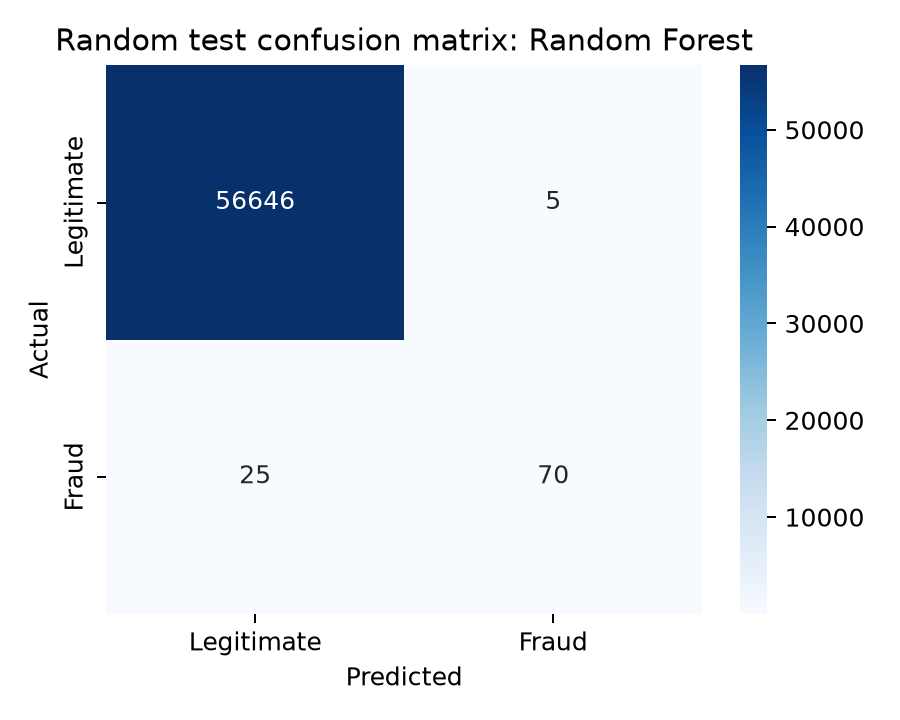 Random test confusion matrix: Random Forest
Actual
Legitimate
Fraud
56646
5
25
70
Legitimate
Fraud
Predicted
50000
40000
30000
20000
10000